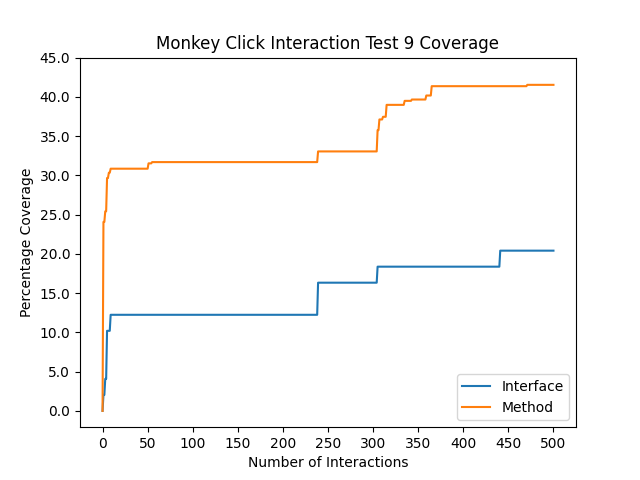 Monkey Click Interaction Test 9 Coverage
45.0
40.0
35.0
30.0
25.0
20.0
15.0
10.0
5.0
0.0
Percentage Coverage
Interface
Method
0 50 100 150 200 250 300 350 400 450 500
Number of Interactions